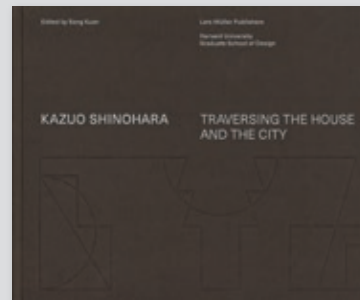 Edited by Seng Kuan
Lars Müller Publishers
Harvard University
Graduate School of Design
KAZUO SHINOHARA
TRAVERSING THE HOUSE
AND THE CITY